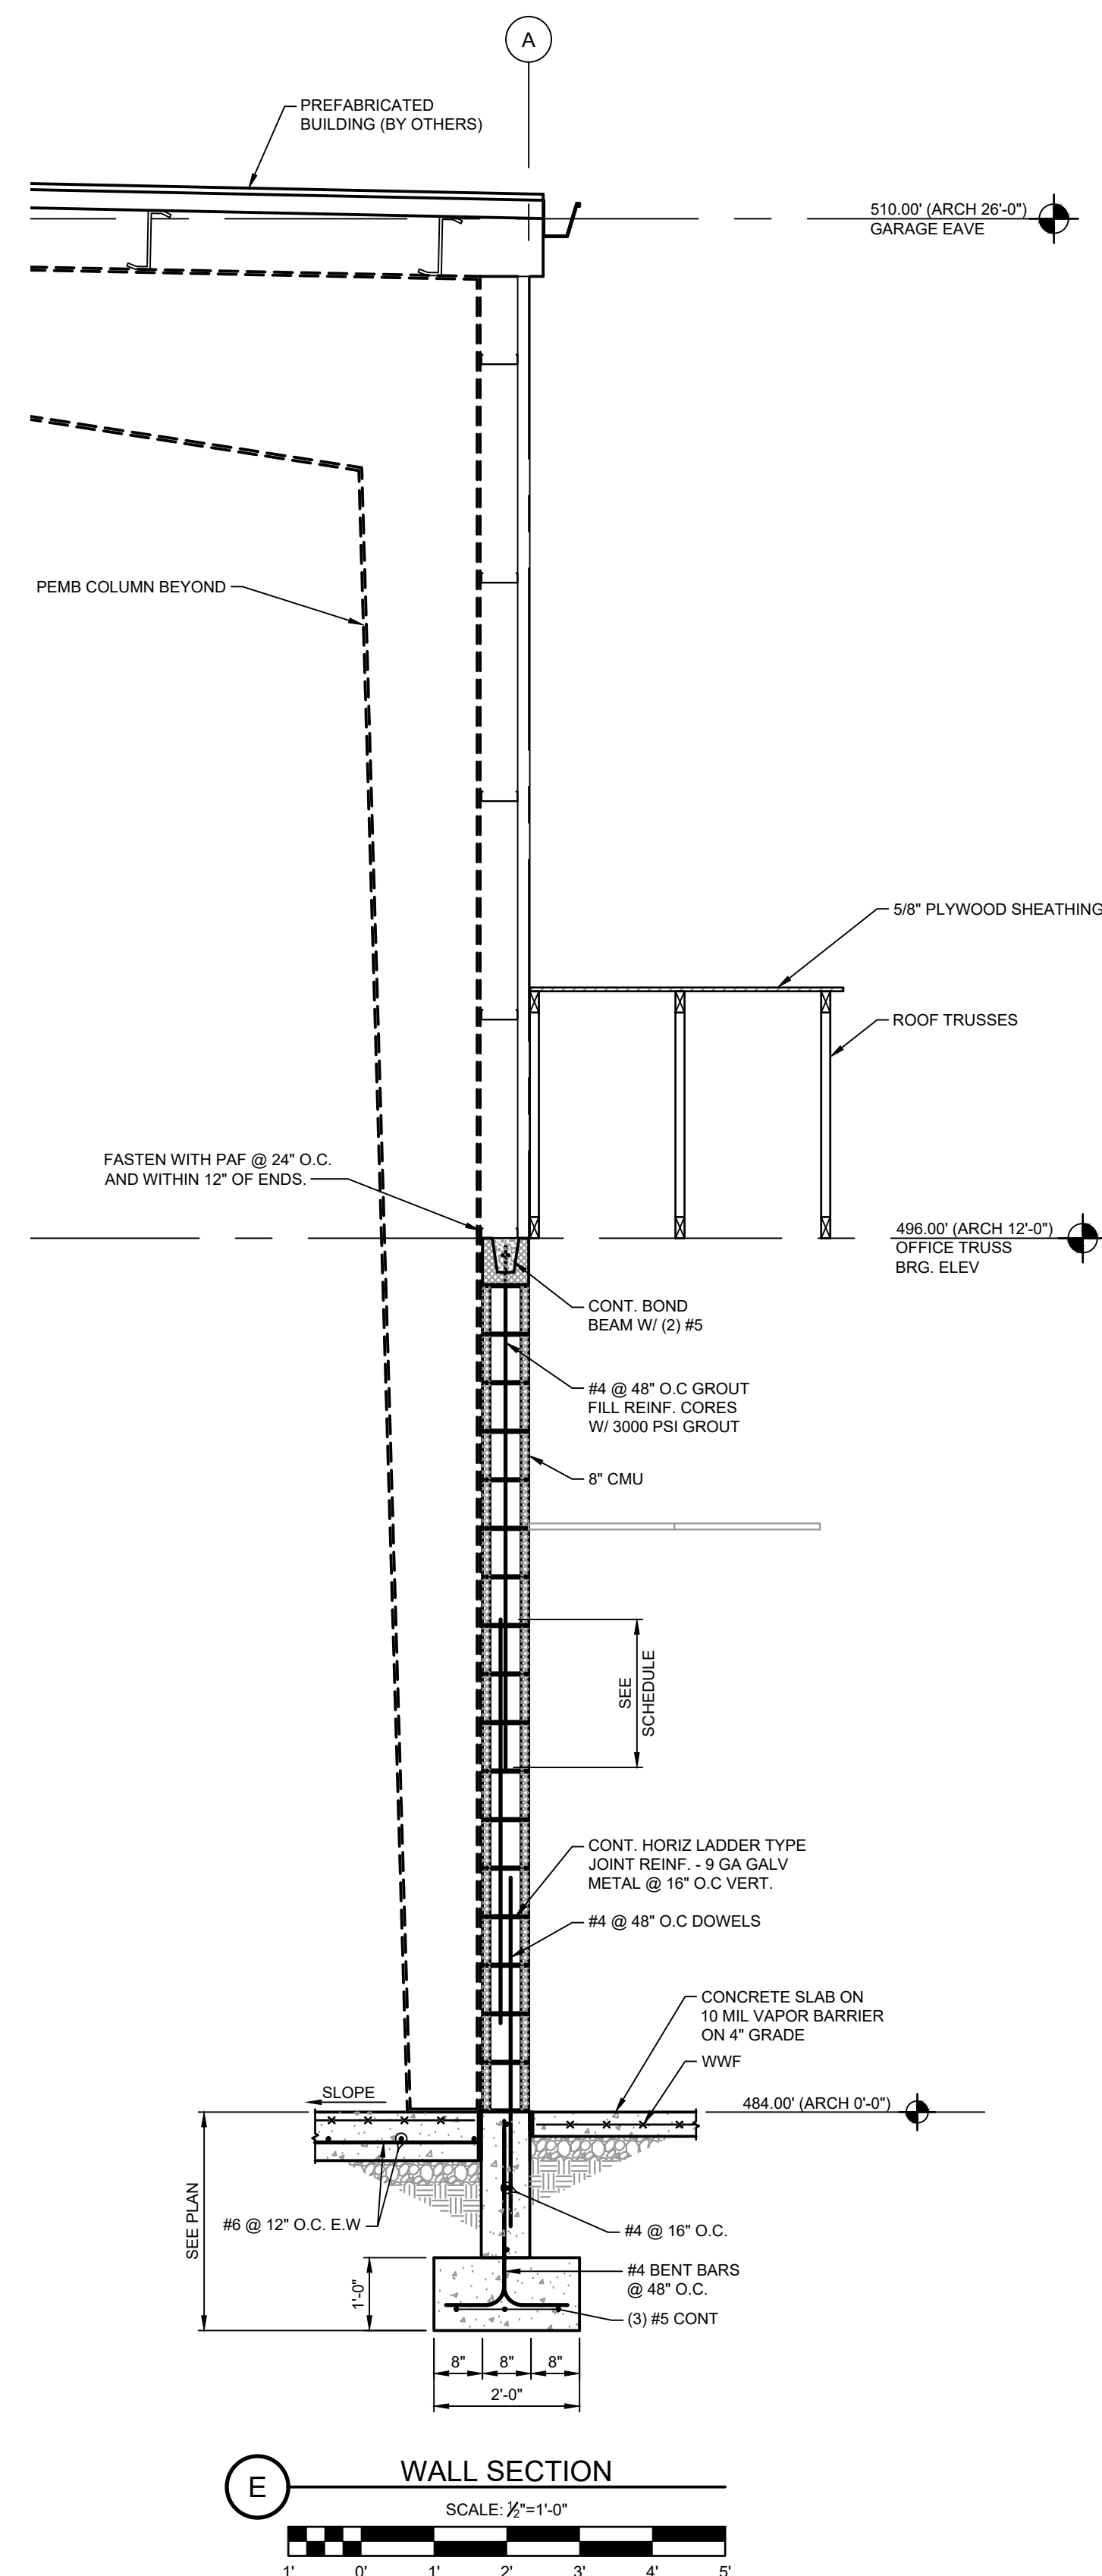 A
PREFABRICATED
BUILDING (BY OTHERS)
510.00' (ARCH 26'-0")
GARAGE EAVE
PEMB COLUMN BEYOND
5/8" PLYWOOD SHEATHING
ROOF TRUSSES
FASTEN WITH PAF @ 24" O.C.
AND WITHIN 12" OF ENDS.
496.00' (ARCH 12'-0")
OFFICE TRUSS
BRG. ELEV
CONT. BOND
BEAM W/ (2) #5
#4 @ 48" O.C GROUT
FILL REINF. CORES
W/ 3000 PSI GROUT
8" CMU
SEE
SCHEDULE
CONT. HORIZ LADDER TYPE
JOINT REINF. - 9 GA GALV
METAL @ 16" O.C VERT.
#4 @ 48" O.C DOWELS
CONCRETE SLAB ON
10 MIL VAPOR BARRIER
ON 4" GRADE
WWF
SLOPE
484.00' (ARCH 0'-0")
SEE PLAN
#6 @ 12" O.C. E.W
#4 @ 16" O.C.
1'-0"
#4 BENT BARS
@ 48" O.C.
(3) #5 CONT
8" 8" 8"
2'-0"
E
WALL SECTION
SCALE: 1/2"=1'-0"
1' 0' 1' 2' 3' 4' 5'